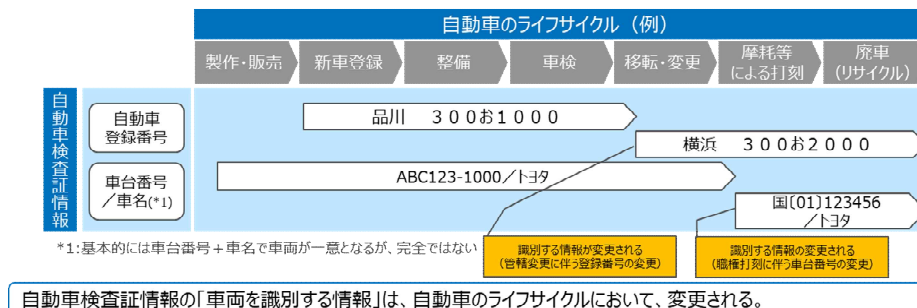 自動車のライフサイクル（例）
製作・販売
新車登録
整備
車検
移転・変更
摩耗等
による打刻
廃車
(リサイクル)
自動車検査証情報
自動車
登録番号
品川　３００お１０００
横浜　３００お２０００
車台番号
／車名(*1)
ABC123-1000／トヨタ
国[01]123456
／トヨタ
*1:基本的には車台番号＋車名で車両が一意となるが、完全ではない
識別する情報が変更される
（管轄変更に伴う登録番号の変更）
識別する情報の変更される
（職権打刻に伴う車台番号の変更）
自動車検査証情報の「車両を識別する情報」は、自動車のライフサイクルにおいて、変更される。